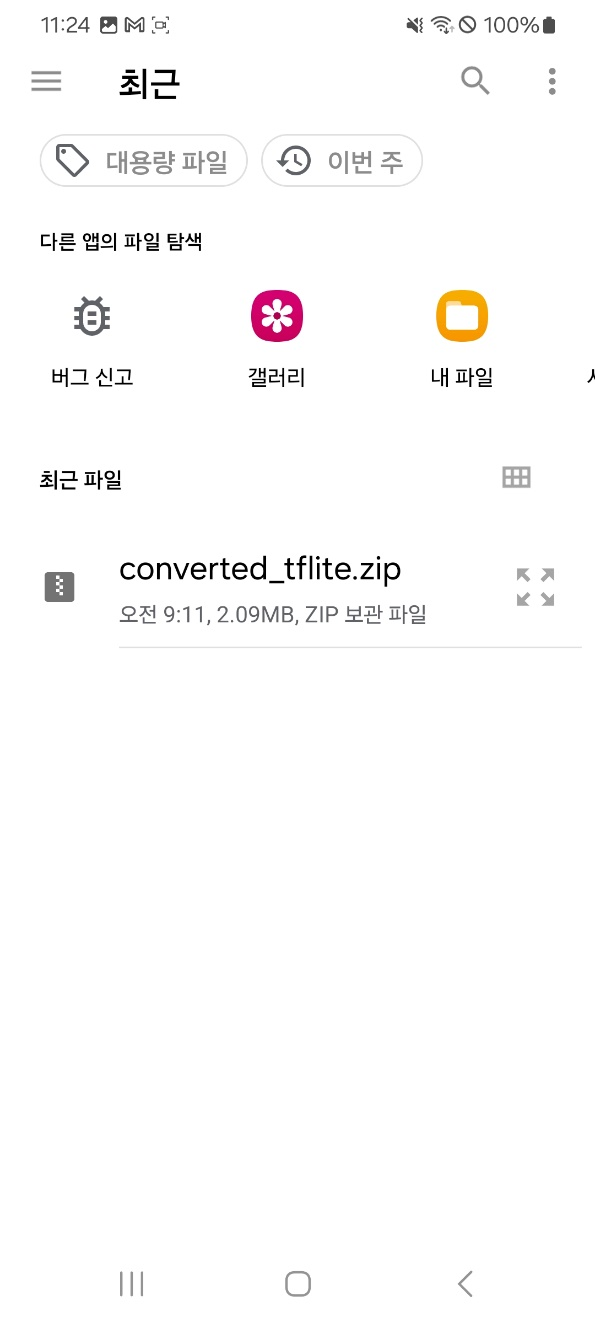 11:24 100%
최근
대용량 파일 이번 주
다른 앱의 파일 탐색
버그 신고 갤러리 내 파일
최근 파일
converted_tflite.zip
오전 9:11, 2.09MB, ZIP 보관 파일